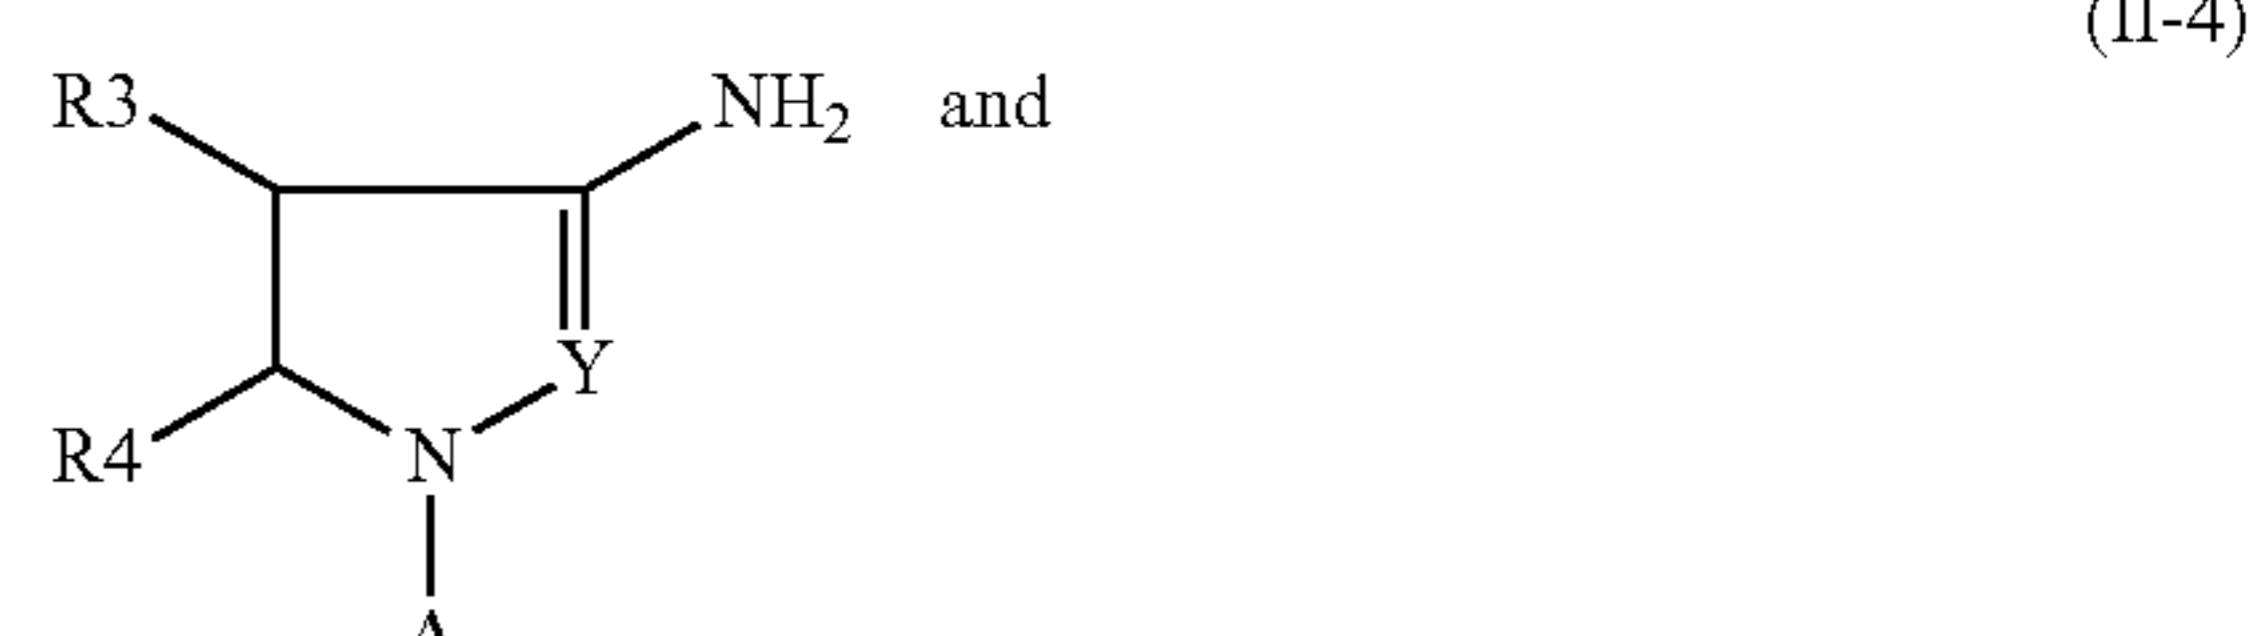 (II-4)
R3 NH₂ and
Y
R4 N
A